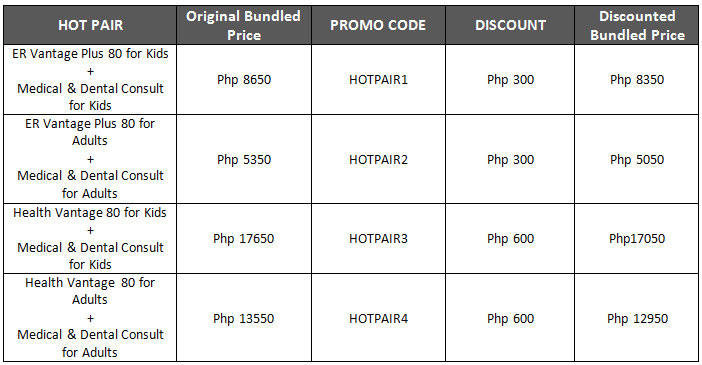 HOT PAIR
Original Bundled
Price
PROMO CODE
DISCOUNT
Discounted
Bundled Price
ER Vantage Plus 80 for Kids
+
Medical & Dental Consult
for Kids
Php 8650
HOTPAIR1
Php 300
Php 8350
ER Vantage Plus 80 for
Adults
+
Medical & Dental Consult
for Adults
Php 5350
HOTPAIR2
Php 300
Php 5050
Health Vantage 80 for Kids
+
Medical & Dental Consult
for Kids
Php 17650
HOTPAIR3
Php 600
Php17050
Health Vantage  80 for
Adults
+
Medical & Dental Consult
for Adults
Php 13550
HOTPAIR4
Php 600
Php 12950